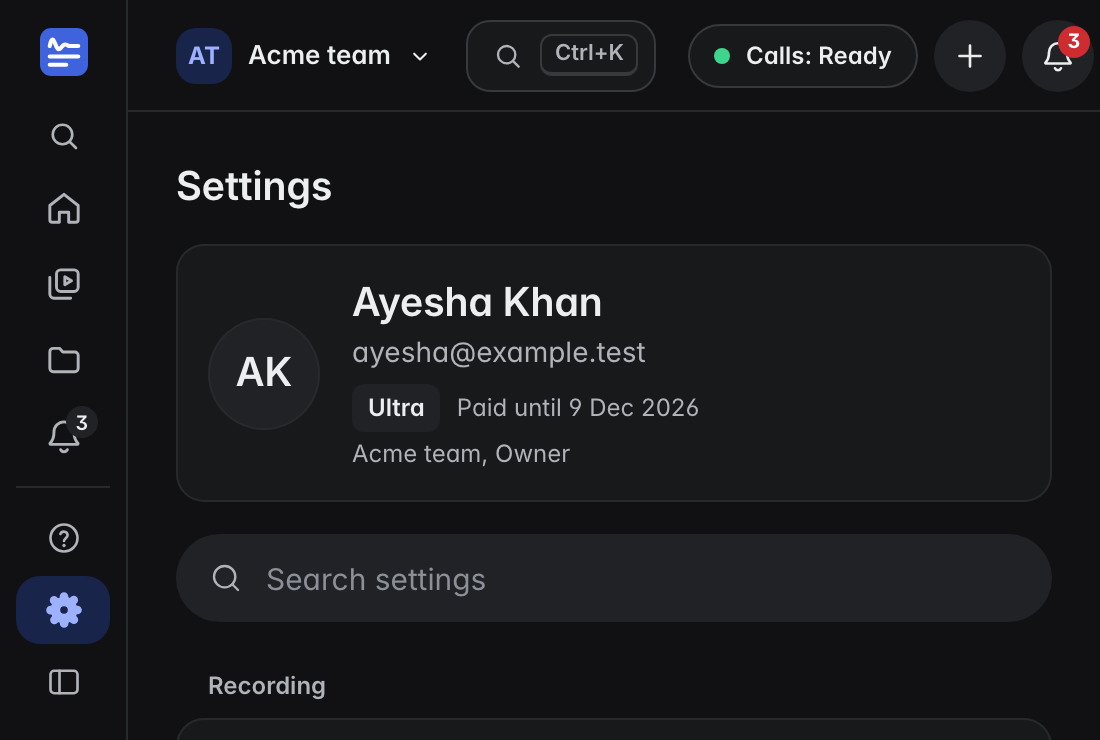 AT Acme team Ctrl+K Calls: Ready 3
Settings
AK
Ayesha Khan
ayesha@example.test
Ultra Paid until 9 Dec 2026
Acme team, Owner
3
Search settings
Recording